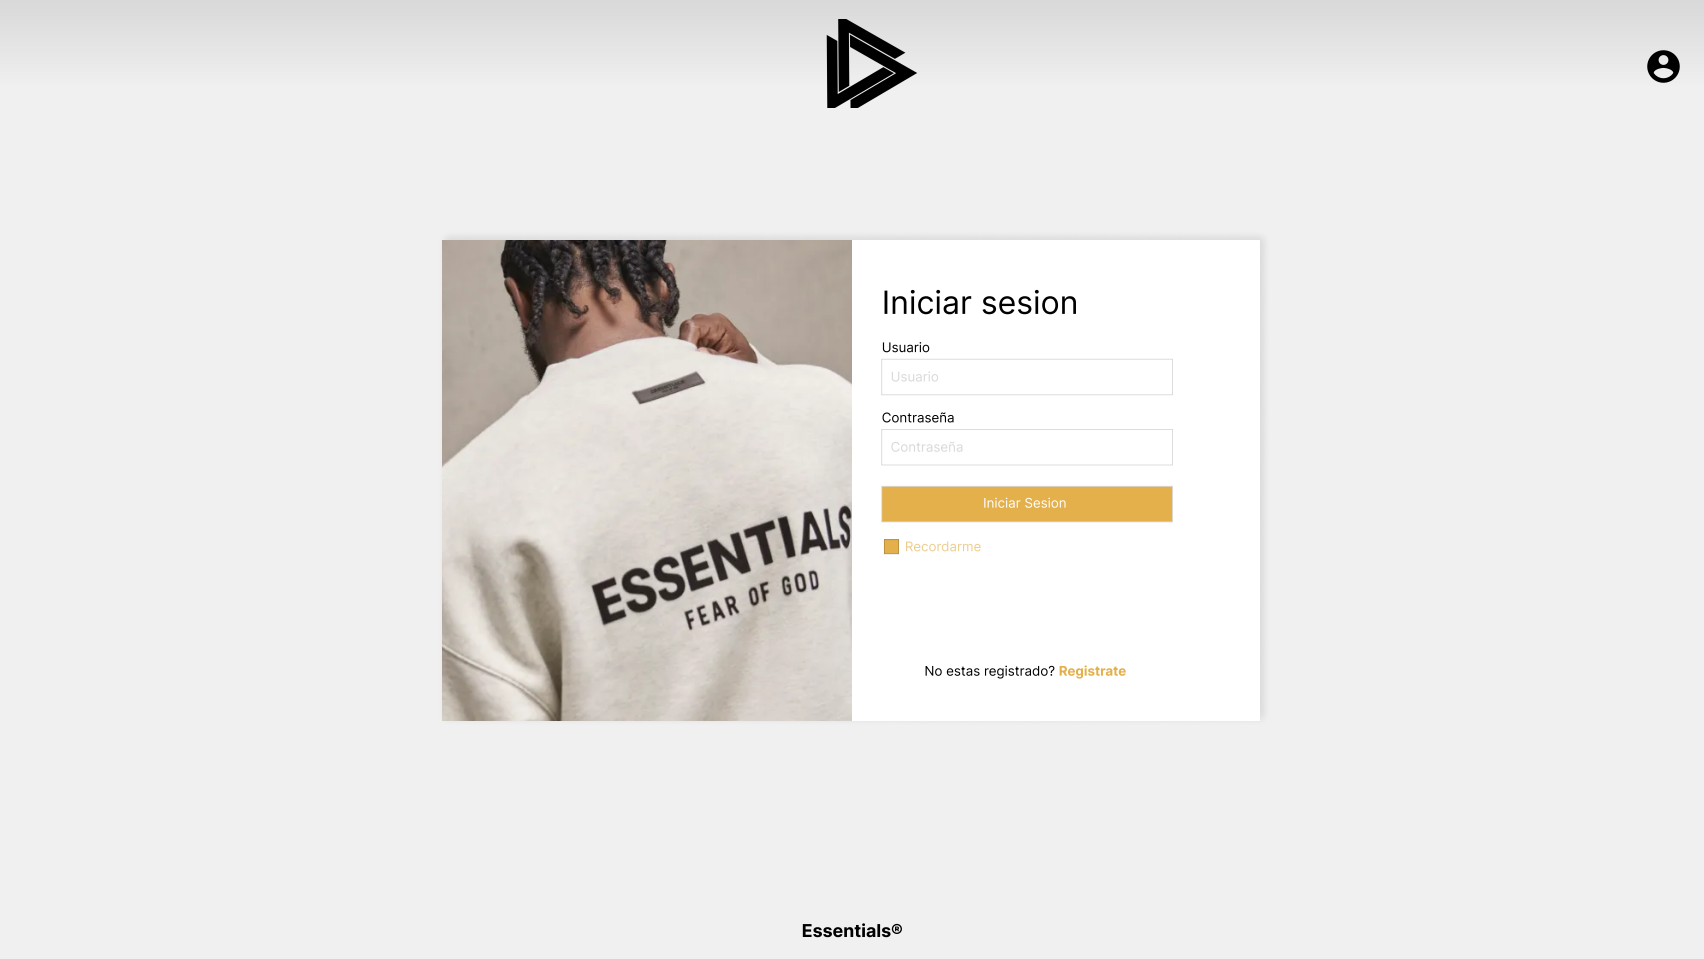 Iniciar sesion
Usuario
Usuario
Contraseña
Contraseña
Iniciar Sesion
Recordarme
No estas registrado? Registrate
ESSENTIALS
FEAR OF GOD
Essentials®